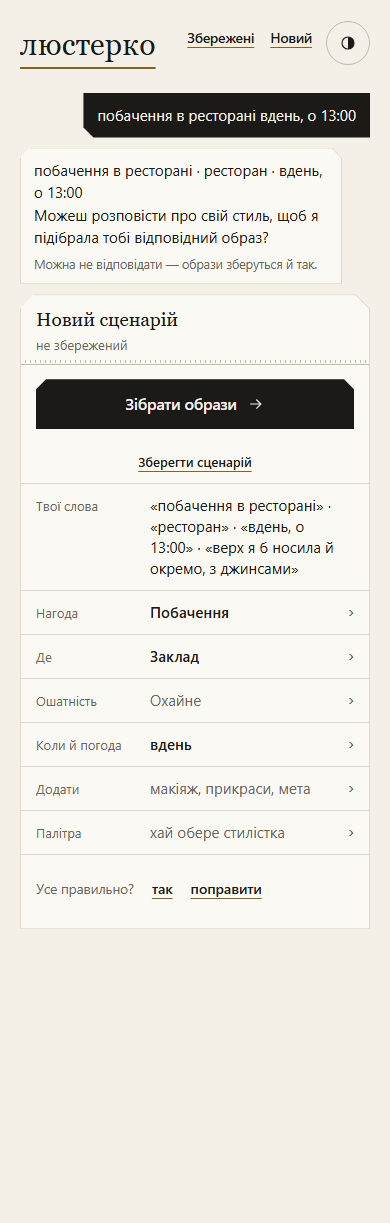 люстерко
Збережені Новий
побачення в ресторані вдень, о 13:00
побачення в ресторані · ресторан · вдень,
о 13:00
Можеш розповісти про свій стиль, щоб я
підібрала тобі відповідний образ?
Можна не відповідати — образи зберуться й так.
Новий сценарій
не збережений
Зібрати образи →
Зберегти сценарій
Твої слова «побачення в ресторані» ·
«ресторан» · «вдень, о
13:00» · «верх я б носила й
окремо, з джинсами»
Нагода Побачення ›
Де Заклад ›
Ошатність Охайне ›
Коли й погода вдень ›
Додати макіяж, прикраси, мета ›
Палітра хай обере стилістка ›
Усе правильно? так поправити